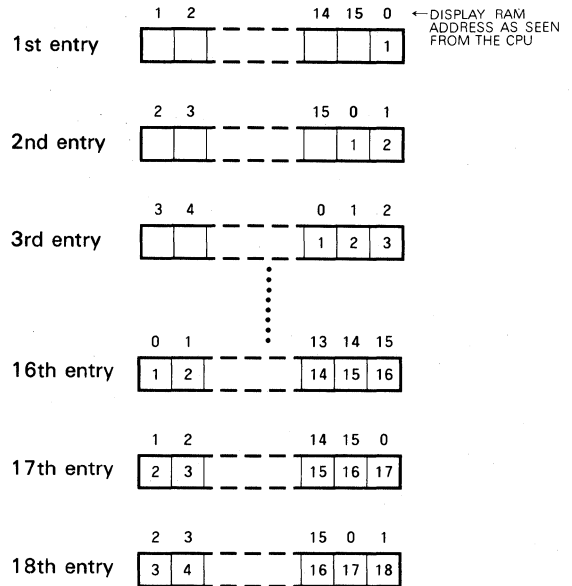 1 2 14 15 0 ←DISPLAY RAM
ADDRESS AS SEEN
FROM THE CPU
1st entry 1
2 3 15 0 1
2nd entry 1 2
3 4 0 1 2
3rd entry 1 2 3
0 1 13 14 15
16th entry 1 2 14 15 16
1 2 14 15 0
17th entry 2 3 15 16 17
2 3 15 0 1
18th entry 3 4 16 17 18